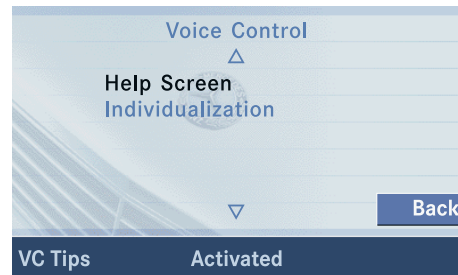 Voice Control
Help Screen
Individualization
Back
VC Tips Activated